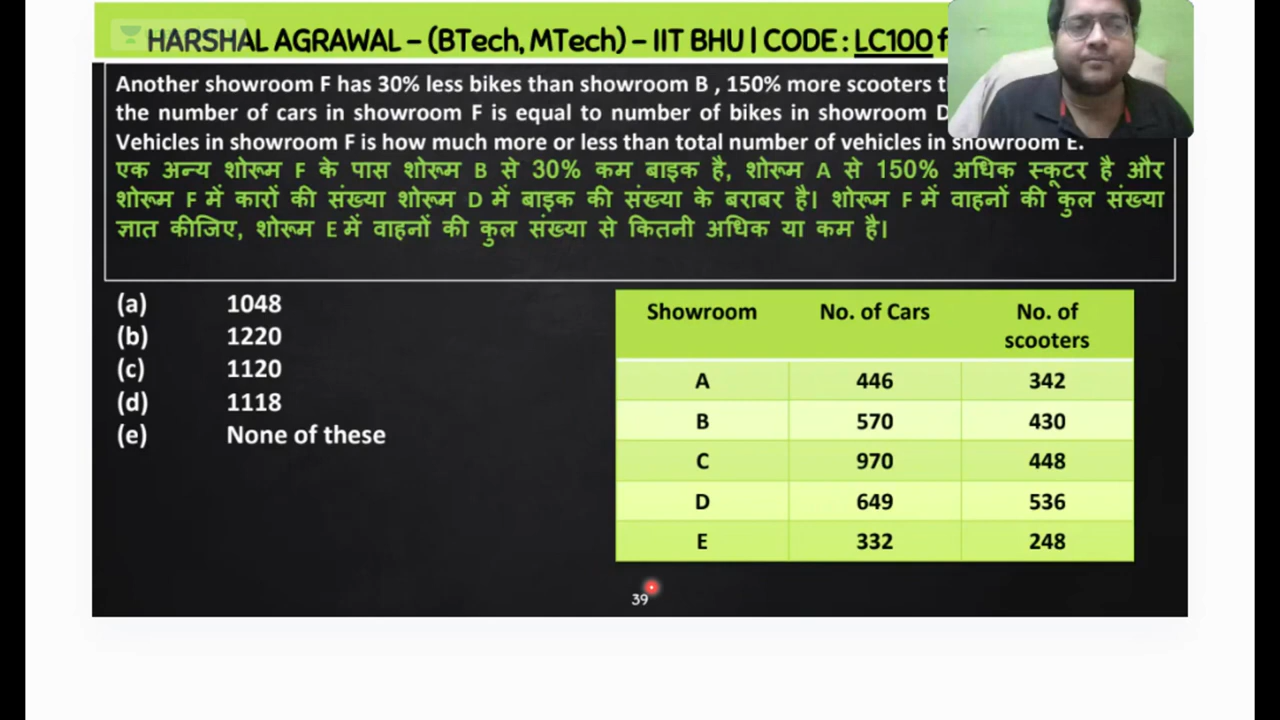 HARSHAL AGRAWAL – (BTech, MTech) – IIT BHU | CODE : LC100 f
Another showroom F has 30% less bikes than showroom B , 150% more scooters
the number of cars in showroom F is equal to number of bikes in showroom D
Vehicles in showroom F is how much more or less than total number of vehicles in showroom E.
एक अन्य शोरूम F के पास शोरूम B से 30% कम बाइक है, शोरूम A से 150% अधिक स्कूटर है और
शोरूम F में कारों की संख्या शोरूम D में बाइक की संख्या के बराबर है। शोरूम F में वाहनों की कुल संख्या
ज्ञात कीजिए, शोरूम E में वाहनों की कुल संख्या से कितनी अधिक या कम है।
(a) 1048
(b) 1220
(c) 1120
(d) 1118
(e) None of these
Showroom No. of Cars No. of
scooters
A 446 342
B 570 430
C 970 448
D 649 536
E 332 248
39